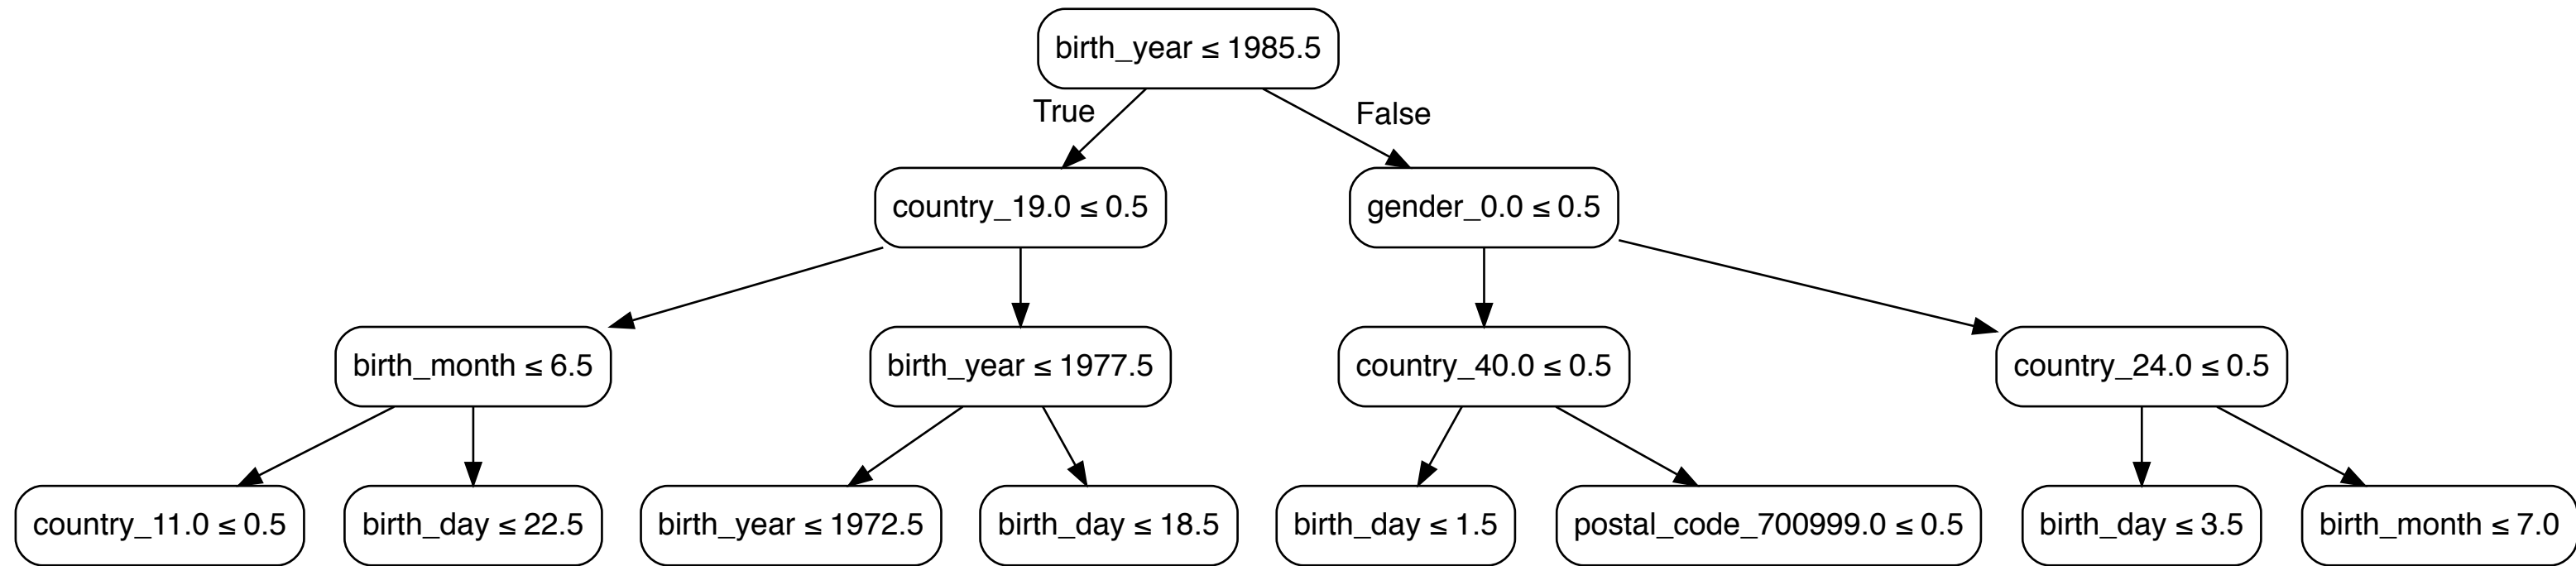 birth_year ≤ 1985.5
True
False
country_19.0 ≤ 0.5
gender_0.0 ≤ 0.5
birth_month ≤ 6.5
birth_year ≤ 1977.5
country_40.0 ≤ 0.5
country_24.0 ≤ 0.5
country_11.0 ≤ 0.5
birth_day ≤ 22.5
birth_year ≤ 1972.5
birth_day ≤ 18.5
birth_day ≤ 1.5
postal_code_700999.0 ≤ 0.5
birth_day ≤ 3.5
birth_month ≤ 7.0